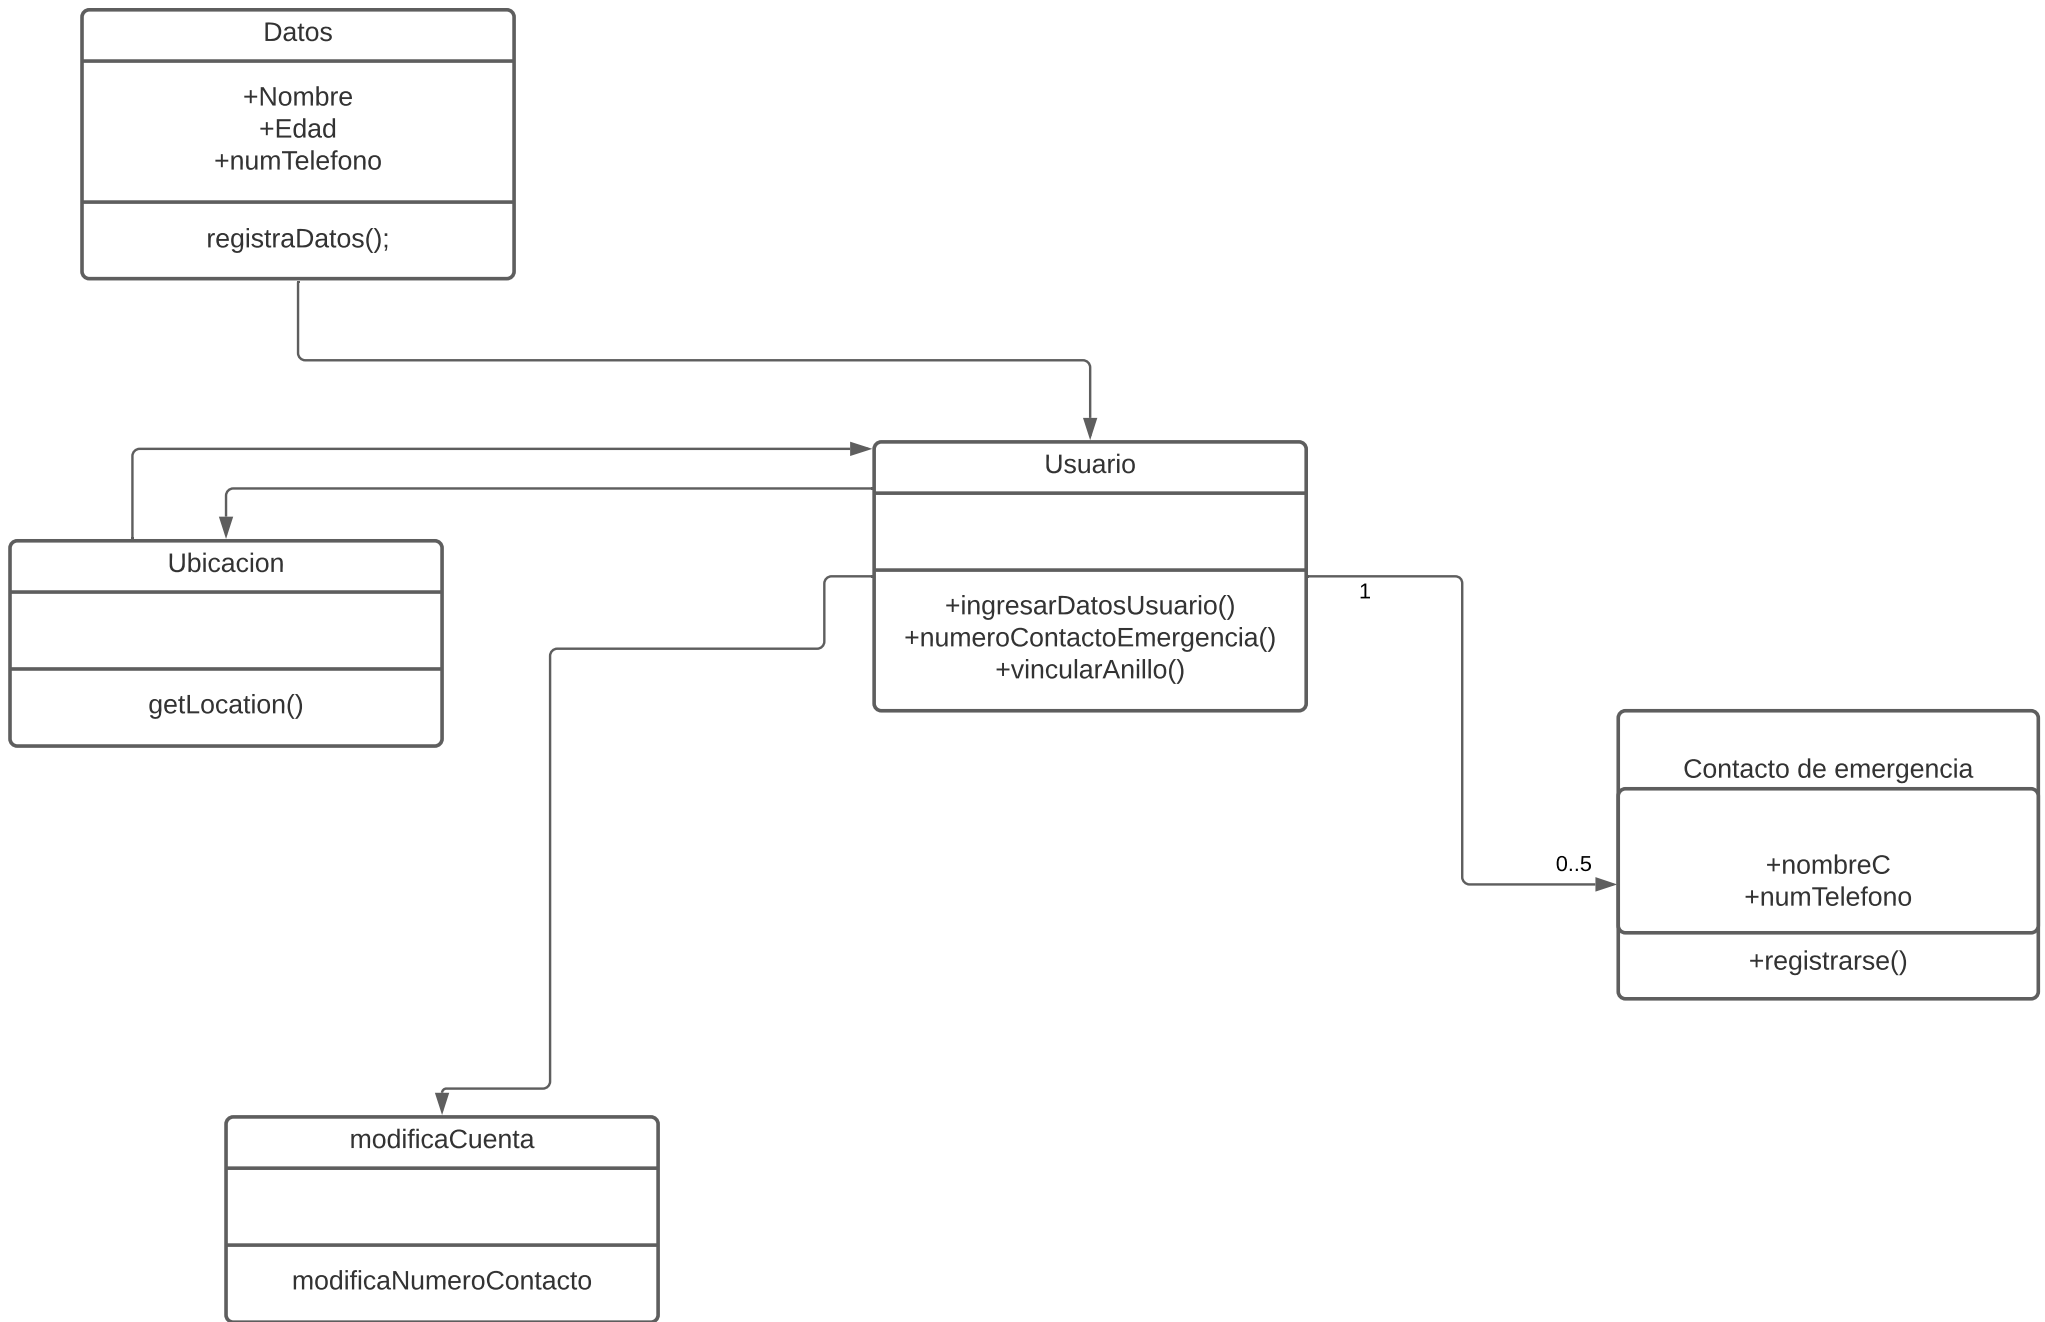 Datos
+Nombre
+Edad
+numTelefono
registraDatos();
Usuario
+ingresarDatosUsuario()
+numeroContactoEmergencia()
+vincularAnillo()
Ubicacion
getLocation()
1
0..5
Contacto de emergencia
+nombreC
+numTelefono
+registrarse()
modificaCuenta
modificaNumeroContacto